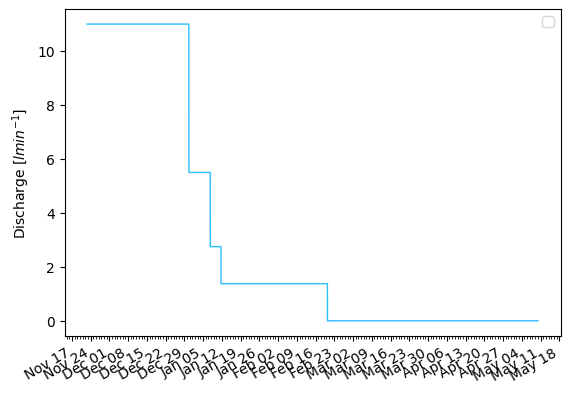 10
8
6
4
2
0
Discharge [lmin⁻¹]
Nov 17
Nov 24
Dec 01
Dec 08
Dec 15
Dec 22
Dec 29
Jan 05
Jan 12
Jan 19
Jan 26
Feb 02
Feb 09
Feb 16
Feb 23
Mar 02
Mar 09
Mar 16
Mar 23
Mar 30
Apr 06
Apr 13
Apr 20
Apr 27
May 04
May 11
May 18